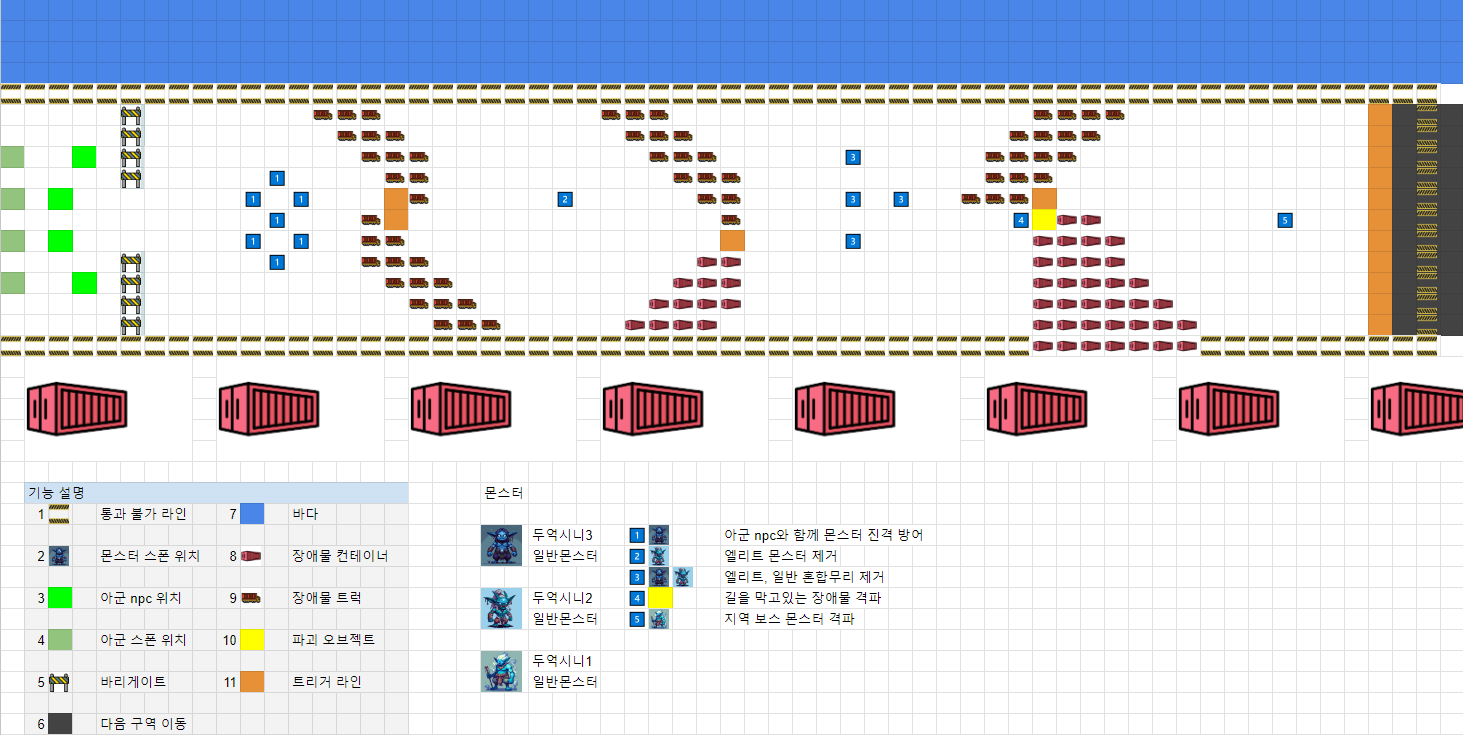 1
1 1
1
1 1
1
2
3
3 3
3
4
5
기능 설명
1 통과 불가 라인 7 바다
2 몬스터 스폰 위치 8 장애물 컨테이너
3 아군 npc 위치 9 장애물 트럭
4 아군 스폰 위치 10 파괴 오브젝트
5 바리게이트 11 트리거 라인
6 다음 구역 이동
몬스터
두억시니3
일반몬스터
두억시니2
일반몬스터
두억시니1
일반몬스터
1 아군 npc와 함께 몬스터 진격 방어
2 엘리트 몬스터 제거
3 엘리트, 일반 혼합무리 제거
4 길을 막고있는 장애물 격파
5 지역 보스 몬스터 격파